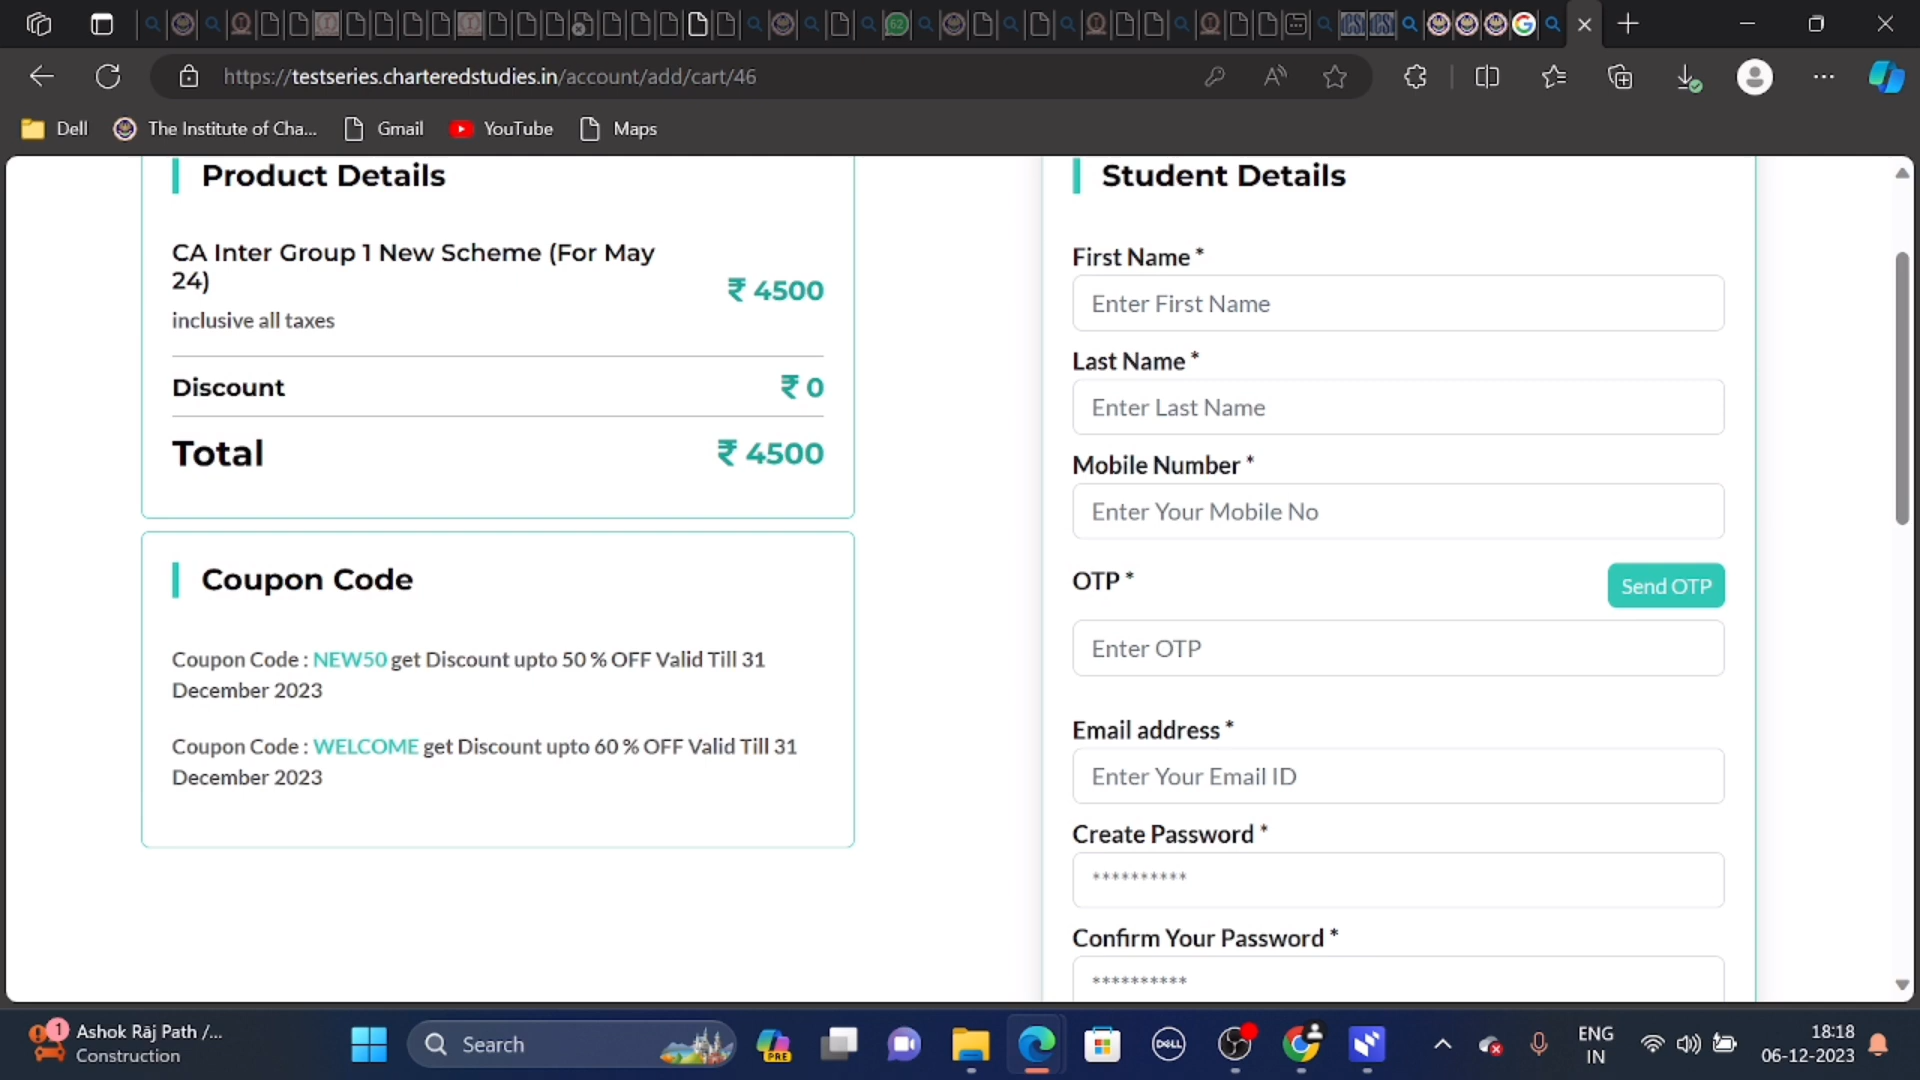 https://testseries.charteredstudies.in/account/add/cart/46
Dell
The Institute of Cha...
Gmail
YouTube
Maps
Product Details
CA Inter Group 1 New Scheme (For May
24)
₹ 4500
inclusive all taxes
Discount
₹ 0
Total
₹ 4500
Coupon Code
Coupon Code : NEW50 get Discount upto 50 % OFF Valid Till 31
December 2023
Coupon Code : WELCOME get Discount upto 60 % OFF Valid Till 31
December 2023
Student Details
First Name *
Enter First Name
Last Name *
Enter Last Name
Mobile Number *
Enter Your Mobile No
OTP *
Send OTP
Enter OTP
Email address *
Enter Your Email ID
Create Password *
**********
Confirm Your Password *
**********
1
Ashok Rāj Path /...
Construction
Search
PRE
DELL
ENG
IN
18:18
06-12-2023